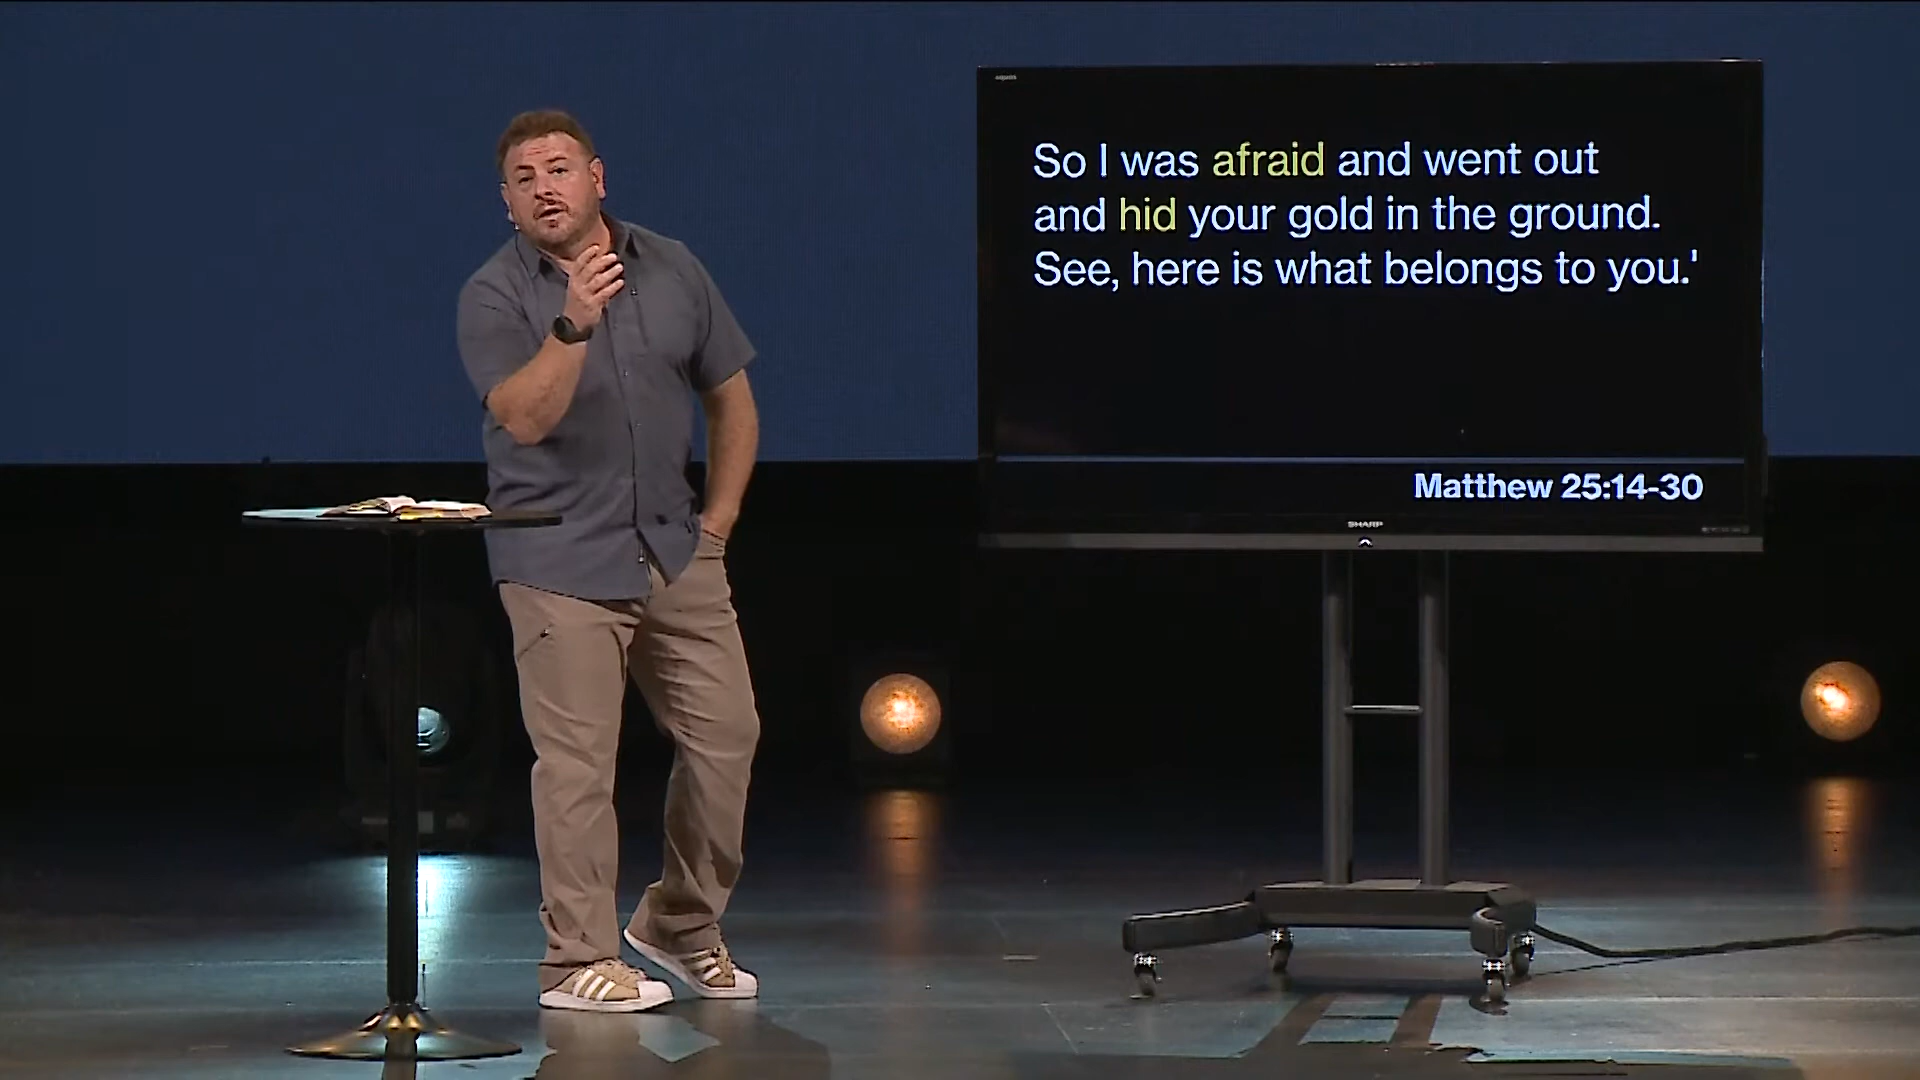 AQUOS
So I was afraid and went out
and hid your gold in the ground.
See, here is what belongs to you.'
Matthew 25:14-30
SHARP